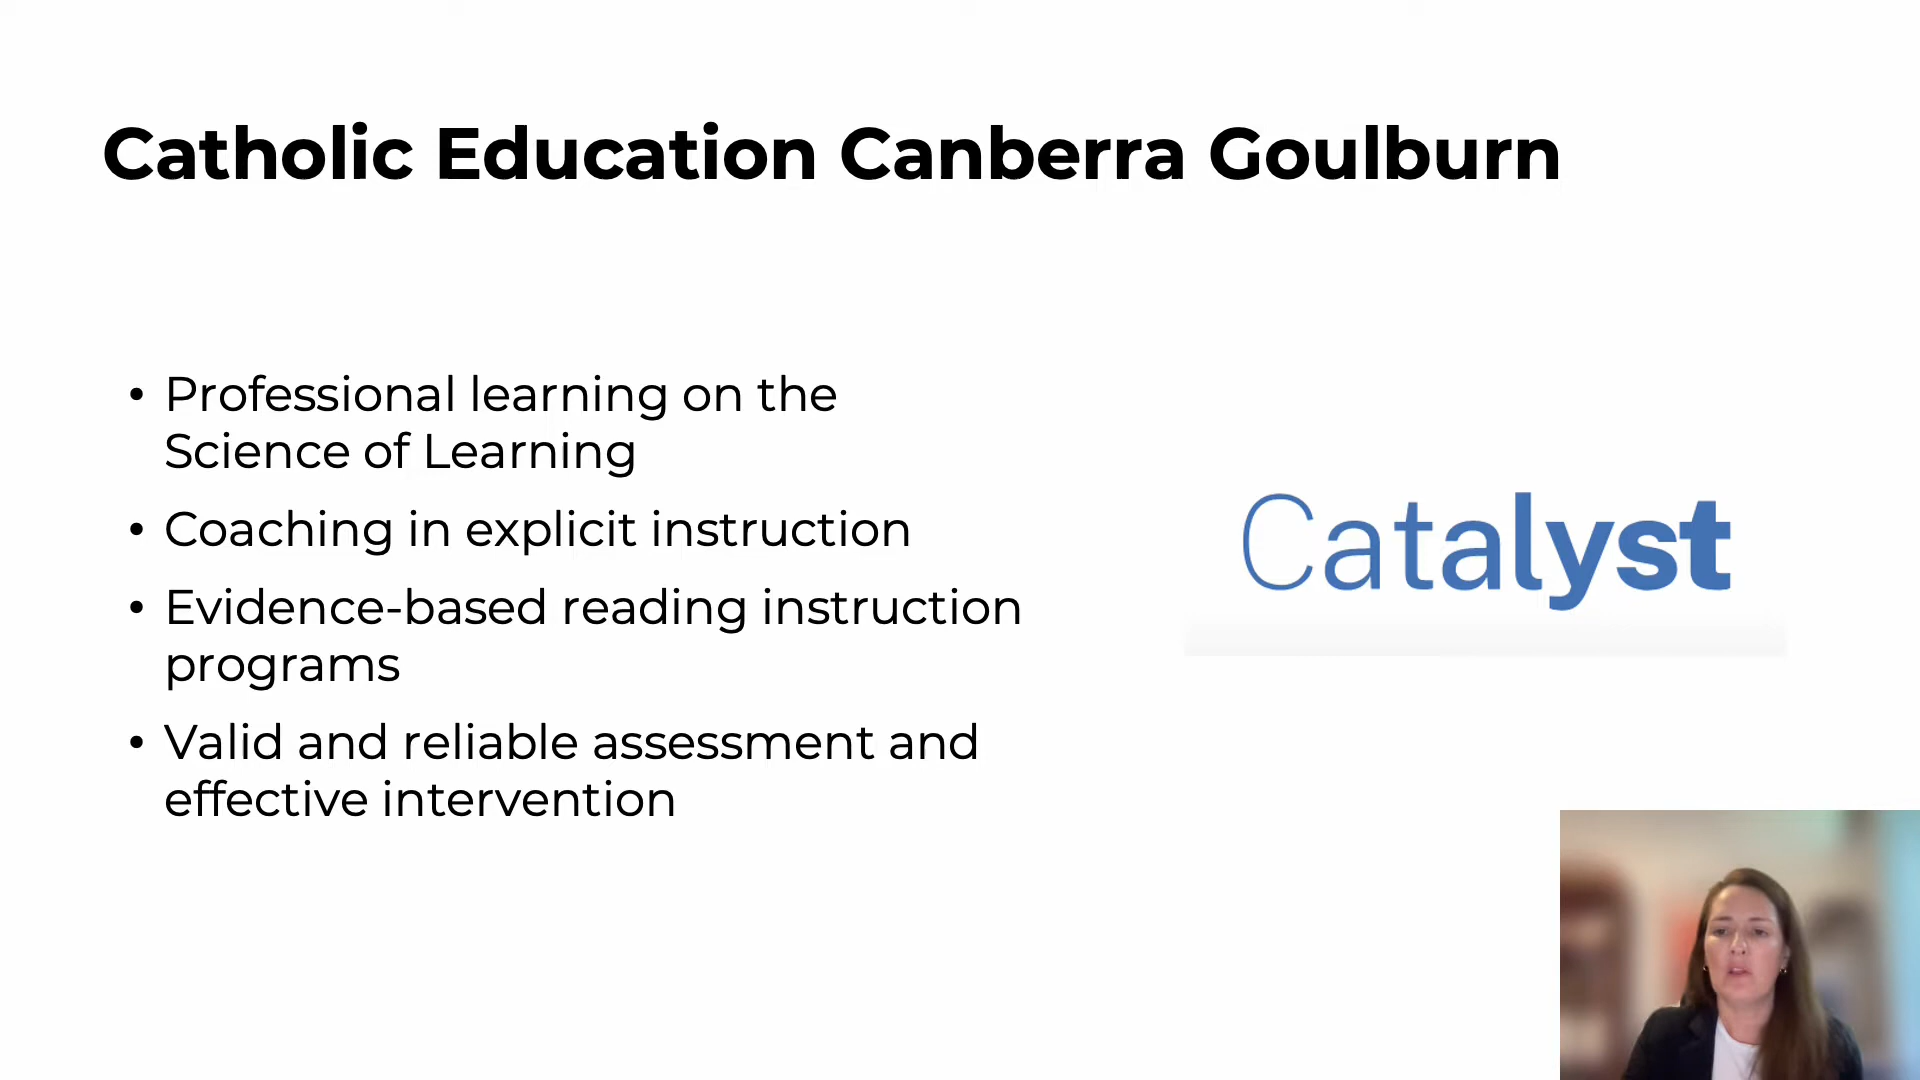 Catholic Education Canberra Goulburn
• Professional learning on the
Science of Learning
• Coaching in explicit instruction
• Evidence-based reading instruction
programs
• Valid and reliable assessment and
effective intervention
Catalyst